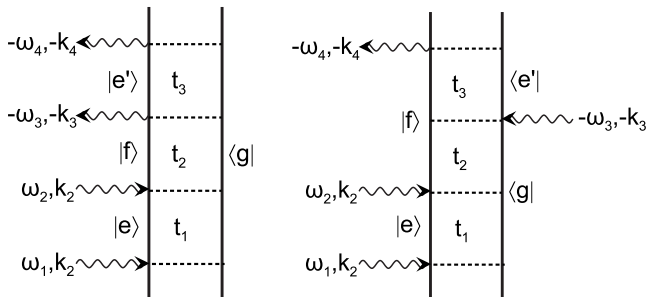 -ω₄,-k₄
|e'⟩ t₃
-ω₃,-k₃
|f⟩ t₂ ⟨g|
ω₂,k₂
|e⟩ t₁
ω₁,k₂
-ω₄,-k₄
t₃ ⟨e'|
|f⟩ -ω₃,-k₃
t₂
ω₂,k₂ ⟨g|
|e⟩ t₁
ω₁,k₂